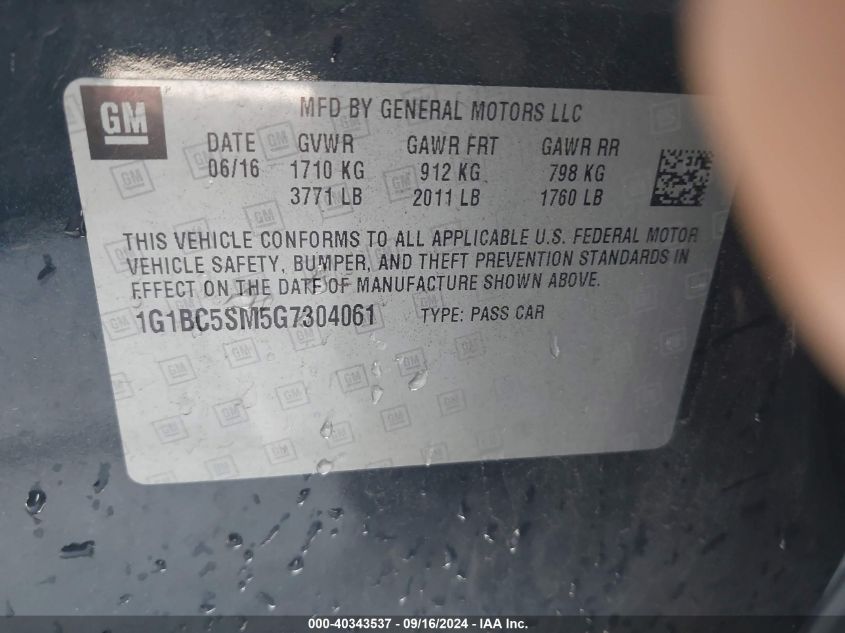 GM
MFD BY GENERAL MOTORS LLC
DATE GVWR GAWR FRT GAWR RR
06/16 1710 KG 912 KG 798 KG
3771 LB 2011 LB 1760 LB
THIS VEHICLE CONFORMS TO ALL APPLICABLE U.S. FEDERAL MOTOR
VEHICLE SAFETY, BUMPER, AND THEFT PREVENTION STANDARDS IN
EFFECT ON THE DATE OF MANUFACTURE SHOWN ABOVE.
1G1BC5SM5G7304061 TYPE: PASS CAR
000-40343537 - 09/16/2024 - IAA Inc.